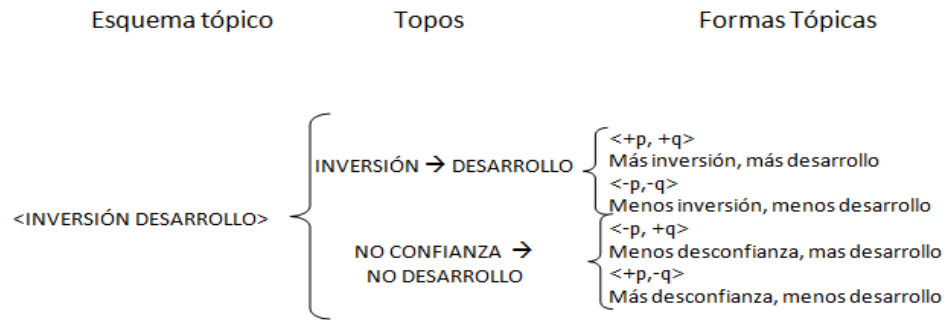 Esquema tópico Topos Formas Tópicas
<INVERSIÓN DESARROLLO>
INVERSIÓN → DESARROLLO
<+p, +q>
Más inversión, más desarrollo
<-p,-q>
Menos inversión, menos desarrollo
NO CONFIANZA →
NO DESARROLLO
<-p, +q>
Menos desconfianza, mas desarrollo
<+p,-q>
Más desconfianza, menos desarrollo